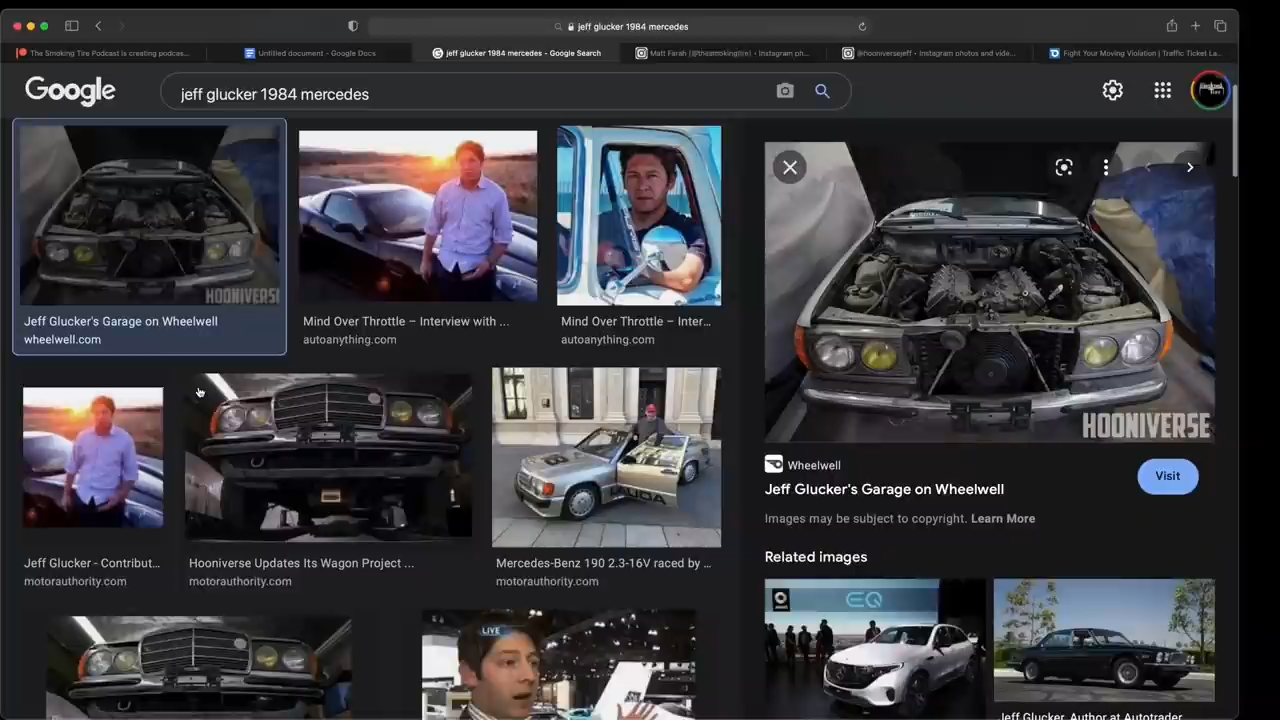 jeff glucker 1984 mercedes
The Smoking Tire Podcast is creating podcas...
Untitled document - Google Docs
jeff glucker 1984 mercedes - Google Search
Matt Farah (@thesmokingtire) • Instagram ph...
@hooniversejeff • Instagram photos and vide...
Fight Your Moving Violation | Traffic Ticket La...
Google
jeff glucker 1984 mercedes
HOONIVERSE
Jeff Glucker's Garage on Wheelwell
wheelwell.com
Mind Over Throttle – Interview with ...
autoanything.com
Mind Over Throttle – Inter...
autoanything.com
Jeff Glucker - Contribut...
motorauthority.com
Hooniverse Updates Its Wagon Project ...
motorauthority.com
Mercedes-Benz 190 2.3-16V raced by ...
motorauthority.com
LIVE
HOONIVERSE
Wheelwell
Jeff Glucker's Garage on Wheelwell
Visit
Images may be subject to copyright. Learn More
Related images
EQ
Jeff Glucker, Author at Autotrader